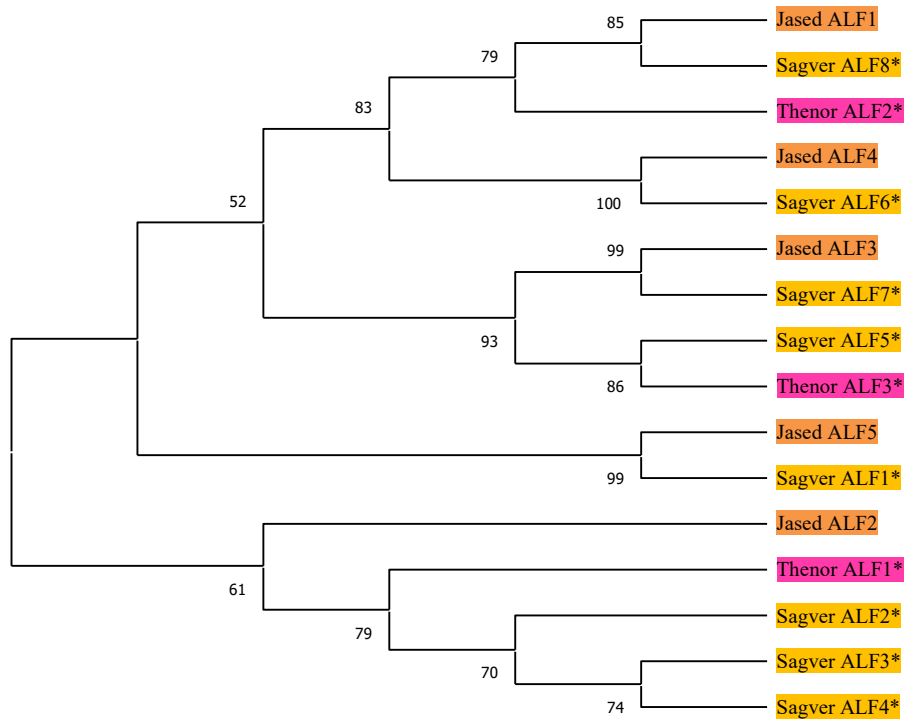 85
Jased ALF1
79
Sagver ALF8*
83
Thenor ALF2*
Jased ALF4
52
100
Sagver ALF6*
99
Jased ALF3
Sagver ALF7*
93
Sagver ALF5*
86
Thenor ALF3*
Jased ALF5
99
Sagver ALF1*
Jased ALF2
61
Thenor ALF1*
79
Sagver ALF2*
70
Sagver ALF3*
74
Sagver ALF4*